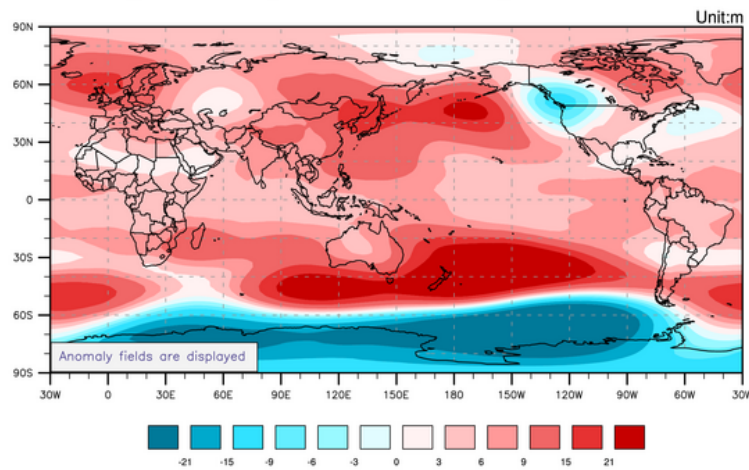 Unit:m
90N
60N
30N
0
30S
60S
Anomaly fields are displayed
90S
30W 0 30E 60E 90E 120E 150E 180 150W 120W 90W 60W 30W
-21 -15 -9 -6 -3 0 3 6 9 15 21